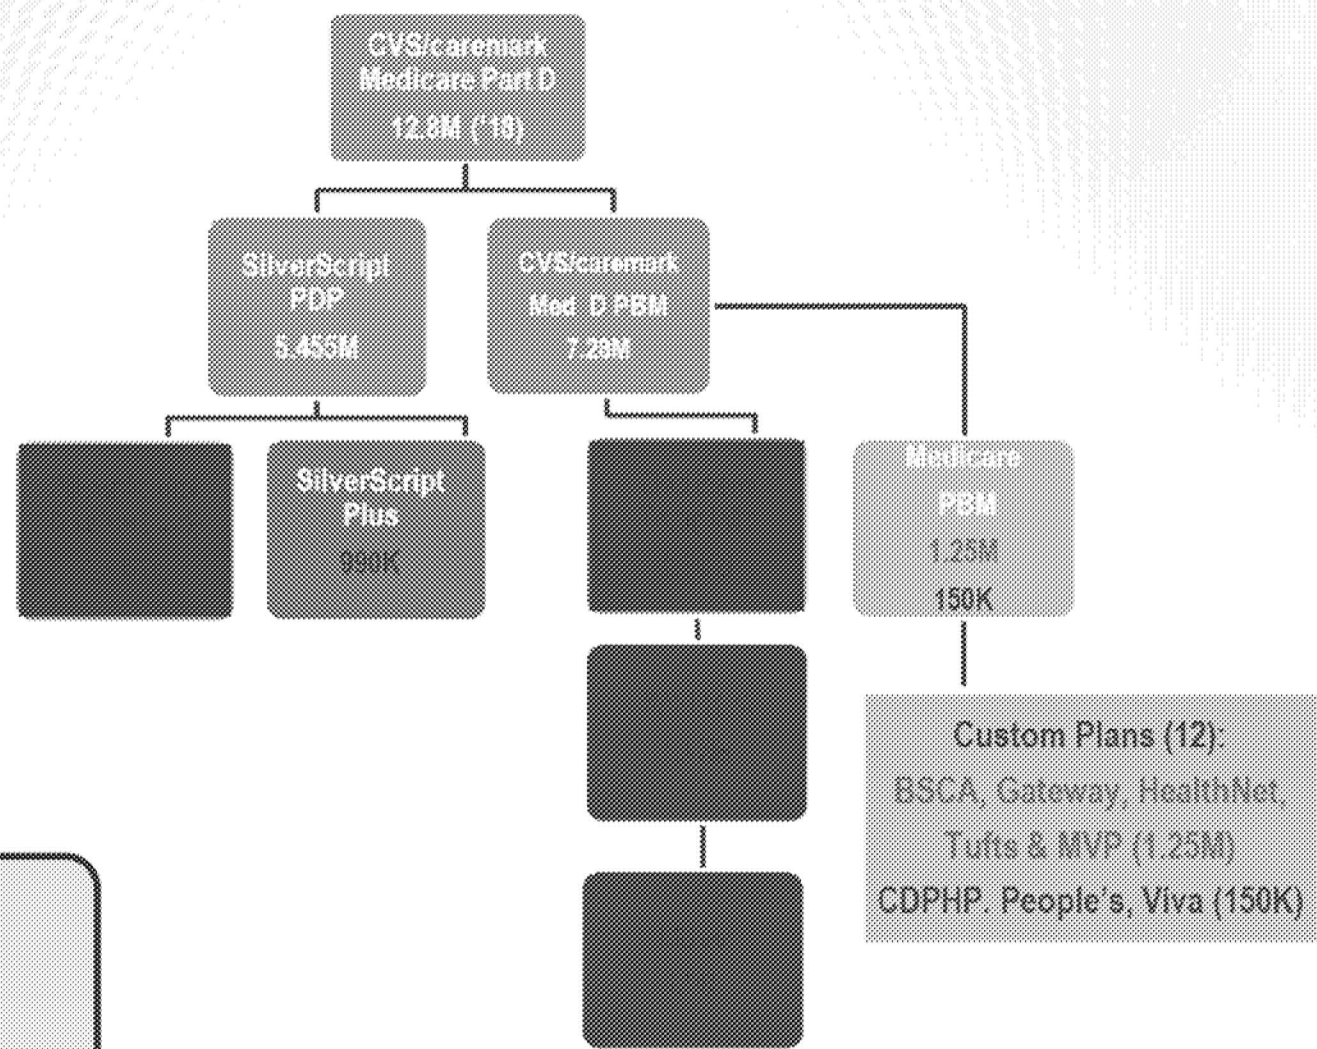 CVS/caremark
Medicare Part D
12.8M ('18)
SilverScript
PDP
5.455M
CVS/caremark
Med D PBM
7.29M
SilverScript
Plus
990K
Medicare
PBM
1.25M
150K
Custom Plans (12):
BSCA, Gateway, HealthNet,
Tufts & MVP (1.25M)
CDPHP. People's, Viva (150K)